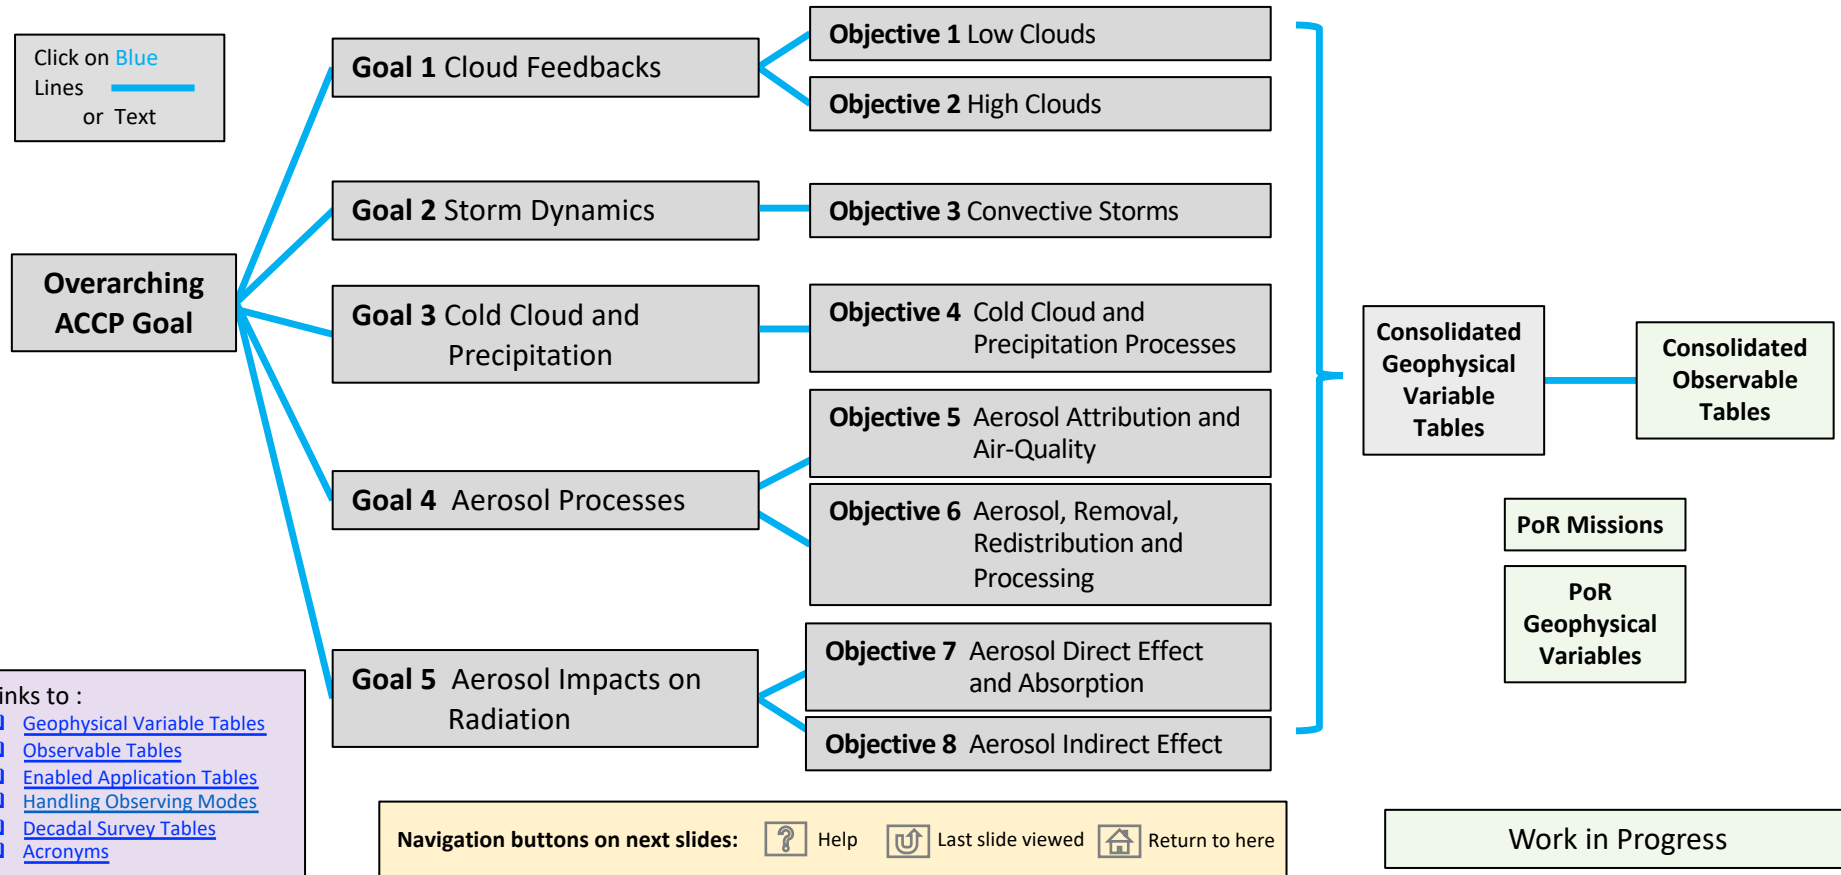 Click on Blue
Lines
or Text
Overarching
ACCP Goal
Goal 1 Cloud Feedbacks
Goal 2 Storm Dynamics
Goal 3 Cold Cloud and
Precipitation
Goal 4 Aerosol Processes
Goal 5 Aerosol Impacts on
Radiation
Objective 1 Low Clouds
Objective 2 High Clouds
Objective 3 Convective Storms
Objective 4 Cold Cloud and
Precipitation Processes
Objective 5 Aerosol Attribution and
Air-Quality
Objective 6 Aerosol, Removal,
Redistribution and
Processing
Objective 7 Aerosol Direct Effect
and Absorption
Objective 8 Aerosol Indirect Effect
Consolidated
Geophysical
Variable
Tables
Consolidated
Observable
Tables
PoR Missions
PoR
Geophysical
Variables
inks to :
Geophysical Variable Tables
Observable Tables
Enabled Application Tables
Handling Observing Modes
Decadal Survey Tables
Acronyms
Navigation buttons on next slides: ? Help Last slide viewed Return to here
Work in Progress